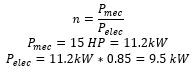 n = P_mec / P_elec
P_mec = 15 HP = 11.2kW
P_elec = 11.2kW * 0.85 = 9.5 kW